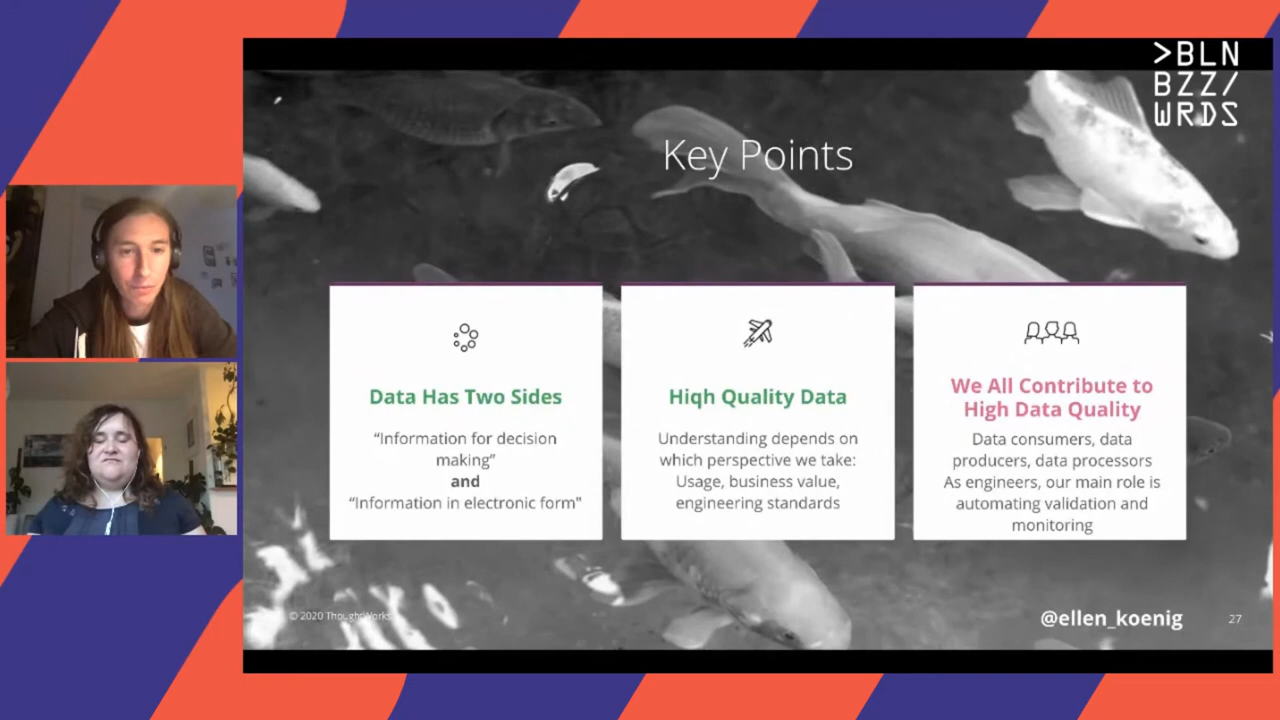 >BLN
BZZ/
WRDS
Key Points
Data Has Two Sides
“Information for decision
making”
and
“Information in electronic form”
High Quality Data
Understanding depends on
which perspective we take:
Usage, business value,
engineering standards
We All Contribute to
High Data Quality
Data consumers, data
producers, data processors
As engineers, our main role is
automating validation and
monitoring
© 2020 ThoughtWorks
@ellen_koenig
27